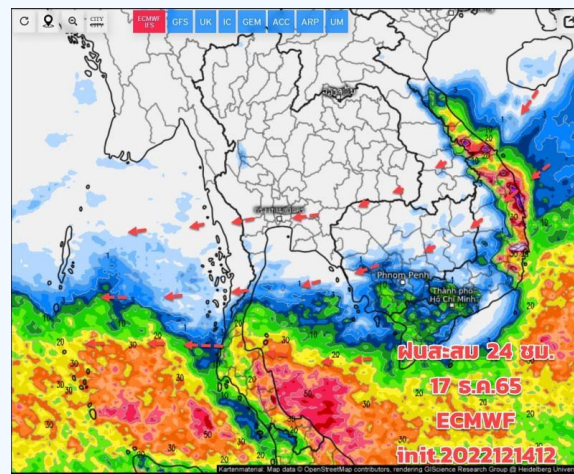 CITY
CITY
ECMWF
IFS
GFS
UK
IC
GEM
ACC
ARP
UM
Phnom Penh
Thành phố
Hồ Chí Minh
ฝนสะสม 24 ชม.
17 ธ.ค.65
ECMWF
init.2022121412
Kartenmaterial: Map data © OpenStreetMap contributors, rendering GIScience Research Group @ Heidelberg Univer